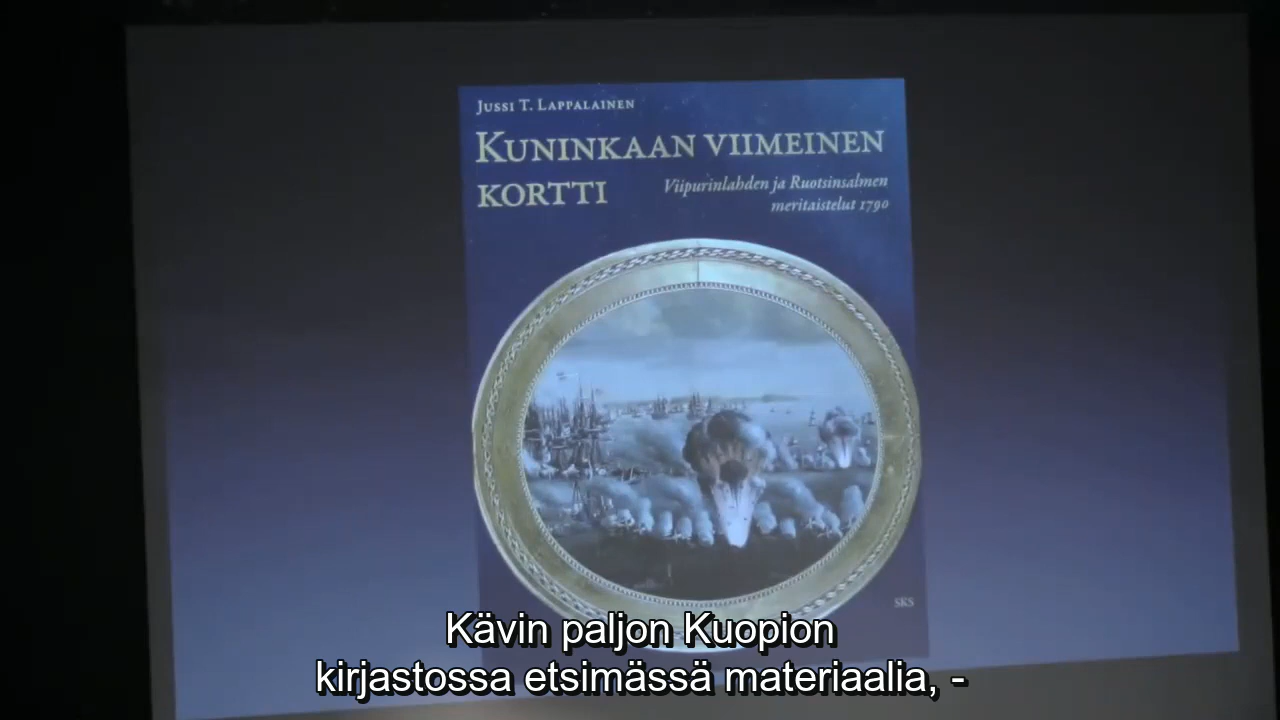 Jussi T. Lappalainen
Kuninkaan viimeinen
kortti
Viipurinlahden ja Ruotsinsalmen
meritaistelut 1790
SKS
Kävin paljon Kuopion
kirjastossa etsimässä materiaalia, -